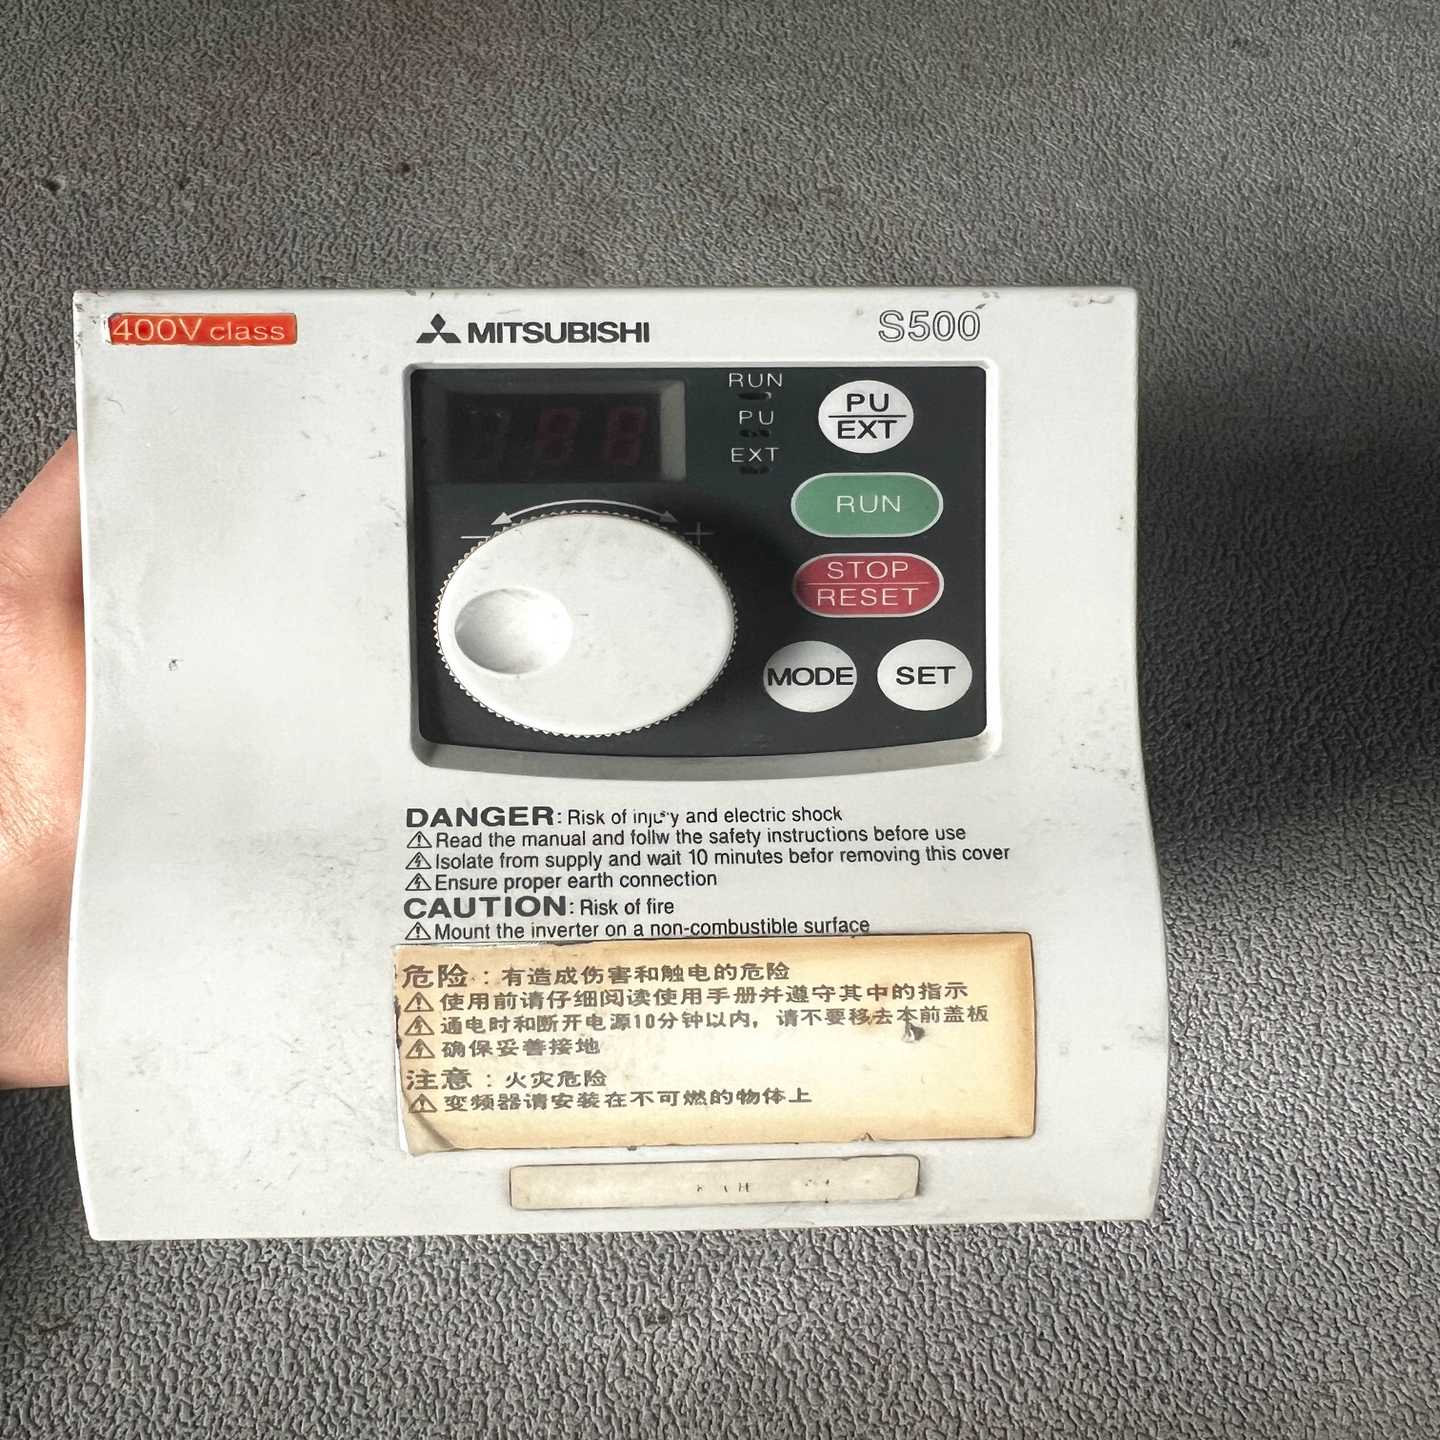 400V class
MITSUBISHI
S500
RUN
PU
EXT
PU
EXT
RUN
STOP
RESET
MODE
SET
DANGER: Risk of injury and electric shock
Read the manual and follw the safety instructions before use
Isolate from supply and wait 10 minutes befor removing this cover
Ensure proper earth connection
CAUTION: Risk of fire
Mount the inverter on a non-combustible surface
危险：有造成伤害和触电的危险
使用前请仔细阅读使用手册并遵守其中的指示
通电时和断开电源10分钟以内，请不要移去本前盖板
确保妥善接地
注意：火灾危险
变频器请安装在不可燃的物体上